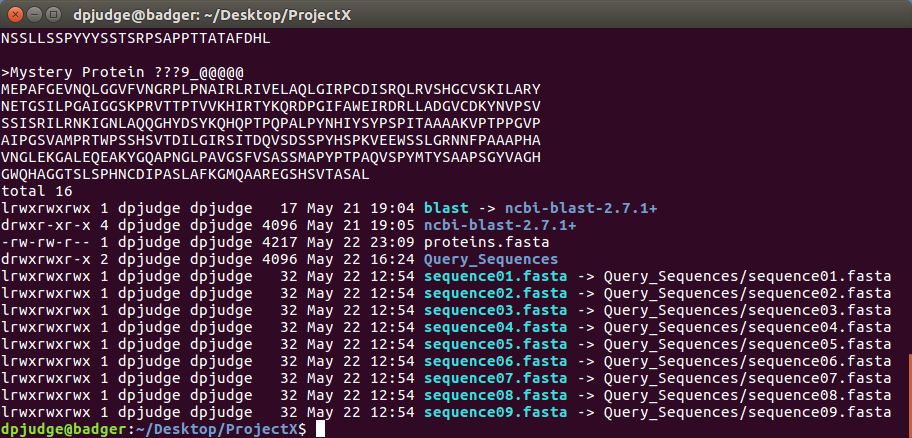 dpjudge@badger: ~/Desktop/ProjectX
NSSLLSSPYYYSSTSRPSAPPTTATAFDHL
>Mystery Protein ???9_@@@@@
MEPAFGEVNQLGGVFVNGRPLPNAIRLRIVELAQLGIRPCDISRQLRVSHGCVSKILARY
NETGSILPGAIGGSKPRVTTPTVVKHIRTYKQRDPGIFAWEIRDRLLADGVCDKYNVPSV
SSISRILRNKIGNLAQQGHYDSYKQHQPTPQPALPYNHIYSYPSPITAAAAKVPTPPGVP
AIPGSVAMPRTWPSSHSVTDILGIRSITDQVSDSSPYHSPKVEEWSSLGRNNFPAAAPHA
VNGLEKGALEQEAKYGQAPNGLPAVGSFVSASSMAPYPTPAQVSPYMTYSAAPSGYVAGH
GWQHAGGTSLSPHNCDIPASLAFKGMQAAREGSHSVTASAL
total 16
lrwxrwxrwx 1 dpjudge dpjudge   17 May 21 19:04 blast -> ncbi-blast-2.7.1+
drwxr-xr-x 4 dpjudge dpjudge 4096 May 21 19:05 ncbi-blast-2.7.1+
-rw-rw-r-- 1 dpjudge dpjudge 4217 May 22 23:09 proteins.fasta
drwxrwxr-x 2 dpjudge dpjudge 4096 May 22 16:24 Query_Sequences
lrwxrwxrwx 1 dpjudge dpjudge   32 May 22 12:54 sequence01.fasta -> Query_Sequences/sequence01.fasta
lrwxrwxrwx 1 dpjudge dpjudge   32 May 22 12:54 sequence02.fasta -> Query_Sequences/sequence02.fasta
lrwxrwxrwx 1 dpjudge dpjudge   32 May 22 12:54 sequence03.fasta -> Query_Sequences/sequence03.fasta
lrwxrwxrwx 1 dpjudge dpjudge   32 May 22 12:54 sequence04.fasta -> Query_Sequences/sequence04.fasta
lrwxrwxrwx 1 dpjudge dpjudge   32 May 22 12:54 sequence05.fasta -> Query_Sequences/sequence05.fasta
lrwxrwxrwx 1 dpjudge dpjudge   32 May 22 12:54 sequence06.fasta -> Query_Sequences/sequence06.fasta
lrwxrwxrwx 1 dpjudge dpjudge   32 May 22 12:54 sequence07.fasta -> Query_Sequences/sequence07.fasta
lrwxrwxrwx 1 dpjudge dpjudge   32 May 22 12:54 sequence08.fasta -> Query_Sequences/sequence08.fasta
lrwxrwxrwx 1 dpjudge dpjudge   32 May 22 12:54 sequence09.fasta -> Query_Sequences/sequence09.fasta
dpjudge@badger:~/Desktop/ProjectX$